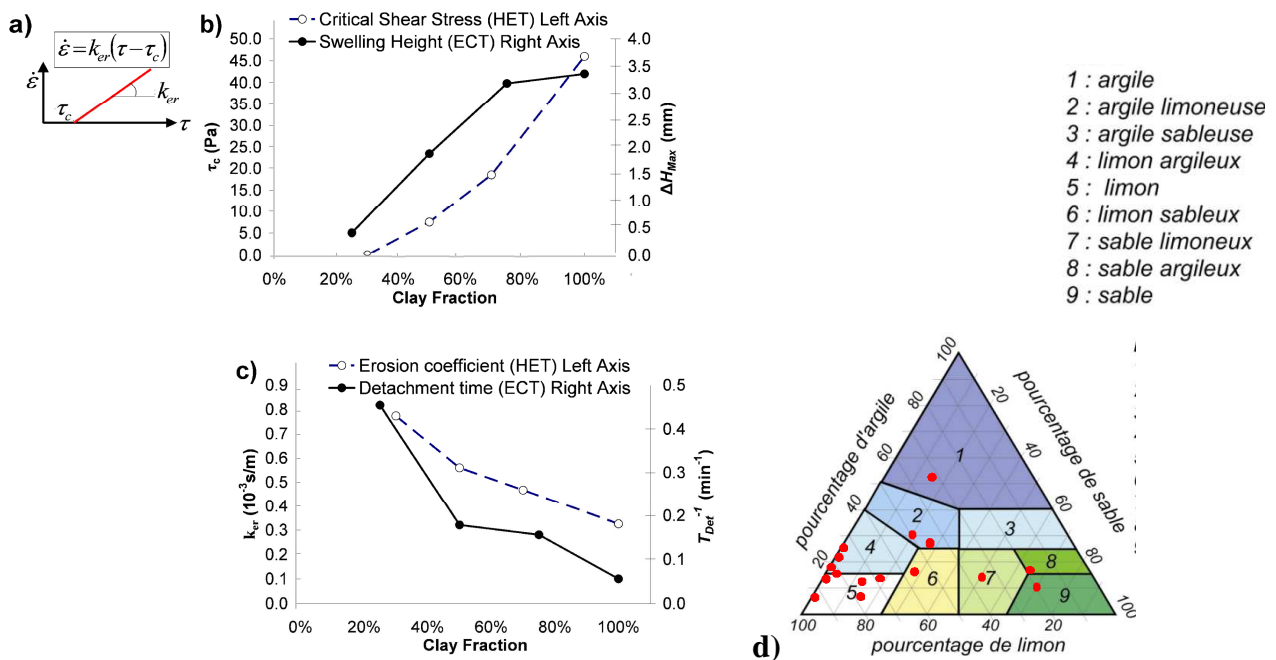 a)
ε̇=k_er(τ−τ_c)
ε̇
τ_c
k_er
τ
b)
Critical Shear Stress (HET) Left Axis
Swelling Height (ECT) Right Axis
50.0
45.0
40.0
35.0
30.0
25.0
20.0
15.0
10.0
5.0
0.0
τ_c (Pa)
4.0
3.5
3.0
2.5
2.0
1.5
1.0
0.5
0.0
ΔH_Max (mm)
0% 20% 40% 60% 80% 100%
Clay Fraction
c)
Erosion coefficient (HET) Left Axis
Detachment time (ECT) Right Axis
0.9
0.8
0.7
0.6
0.5
0.4
0.3
0.2
0.1
0.0
k_er (10⁻³s/m)
0.5
0.4
0.3
0.2
0.1
0.0
T_Det⁻¹ (min⁻¹)
0% 20% 40% 60% 80% 100%
Clay Fraction
1 : argile
2 : argile limoneuse
3 : argile sableuse
4 : limon argileux
5 : limon
6 : limon sableux
7 : sable limoneux
8 : sable argileux
9 : sable
d)
pourcentage d'argile
100
80
60
40
20
pourcentage de sable
20
40
60
80
100
1
2
3
4
5
6
7
8
9
100 80 60 40 20
pourcentage de limon